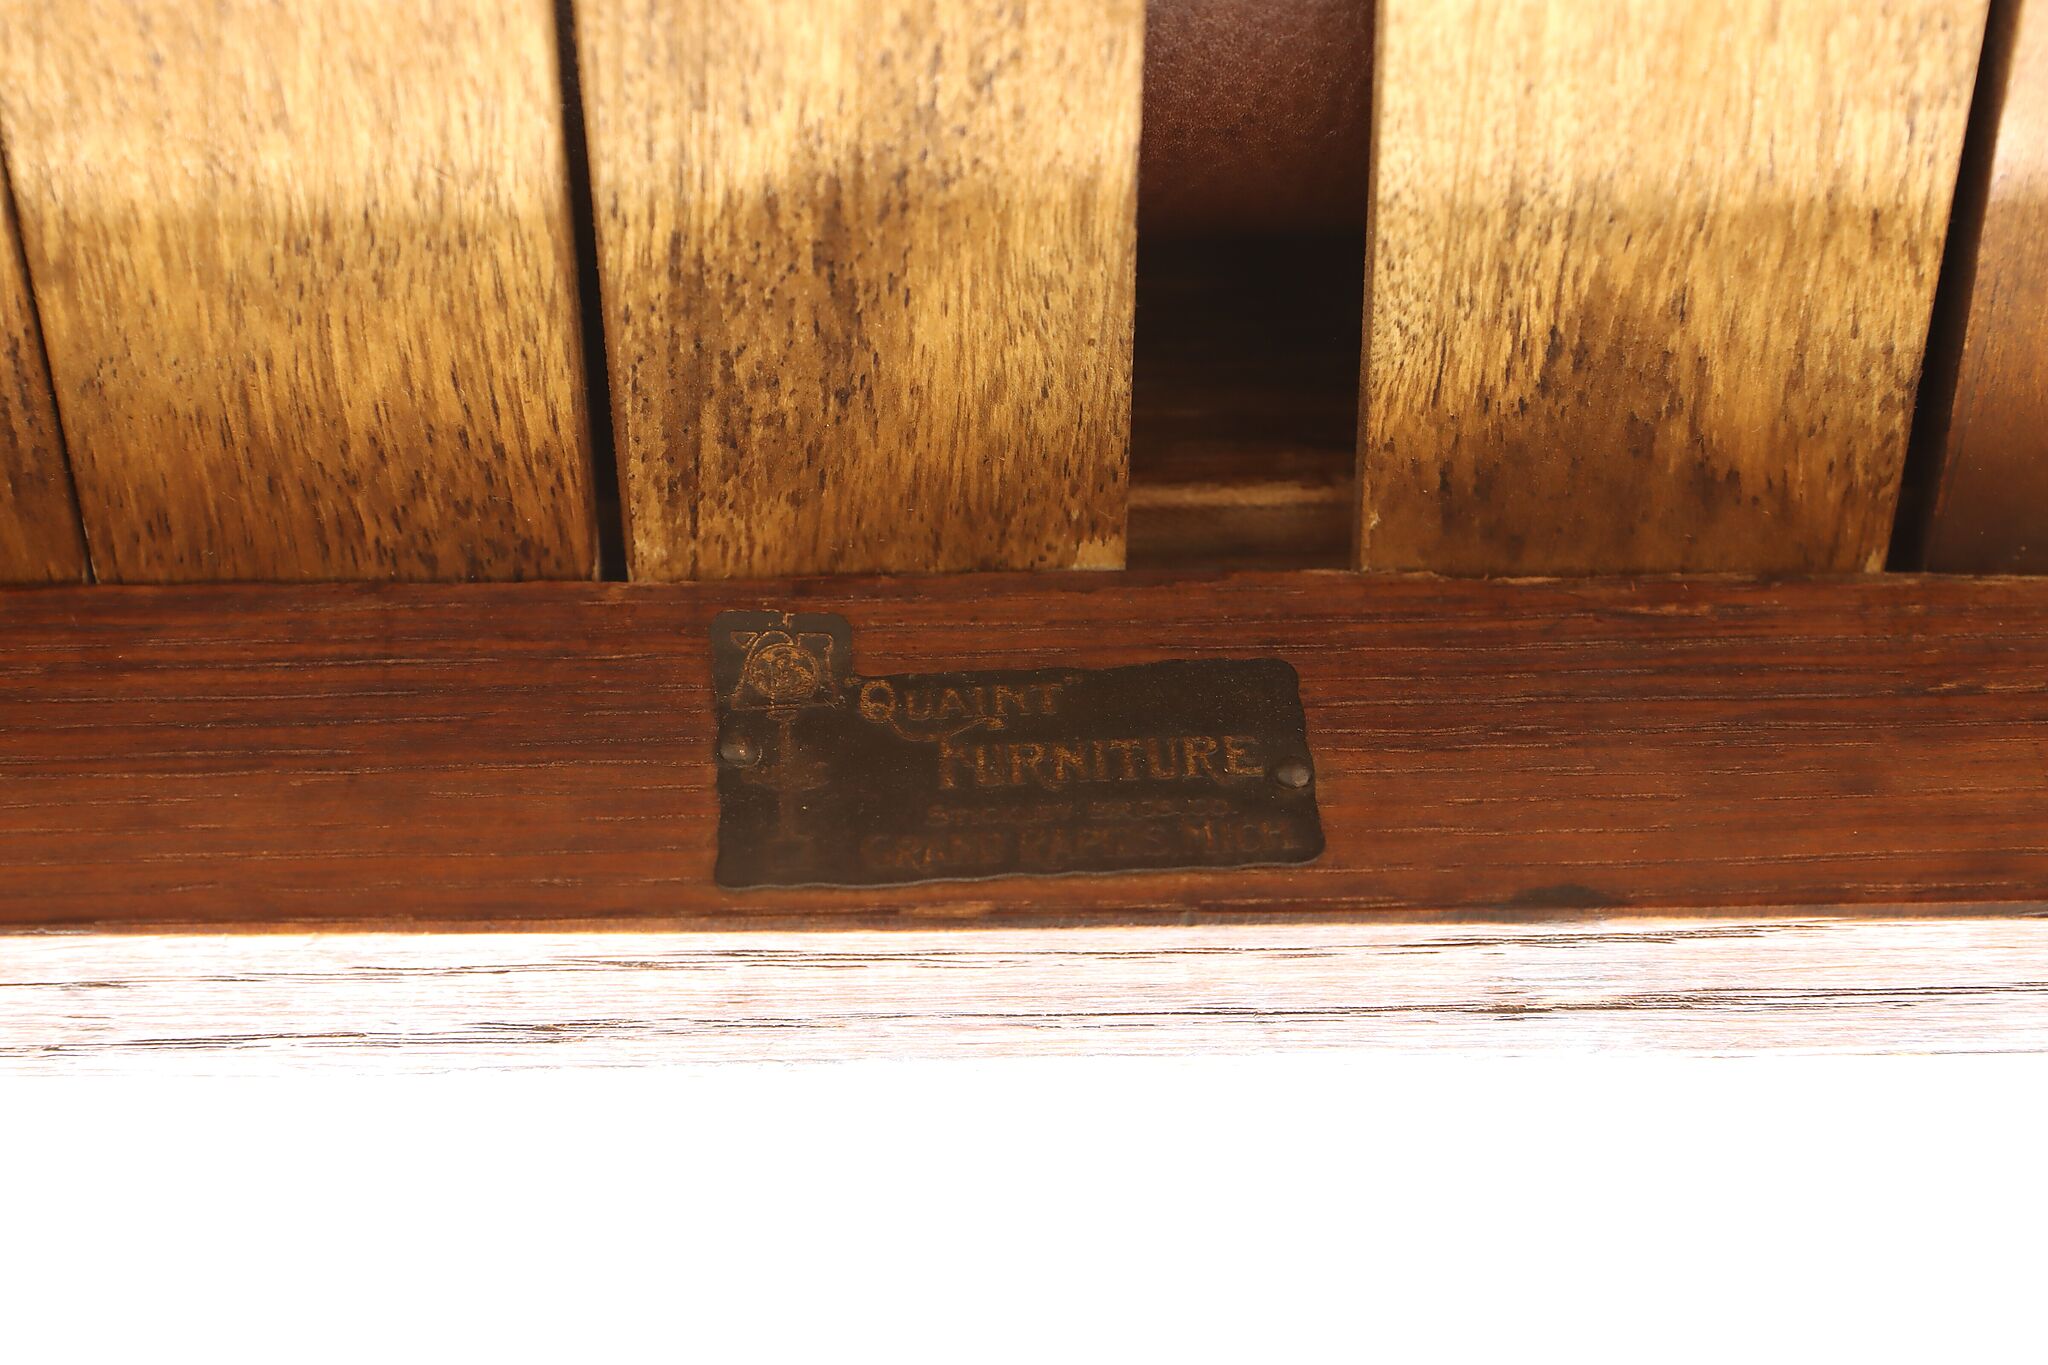 "QUAINT"
FURNITURE
STICKLEY BROS. CO.
GRAND RAPIDS, MICH.